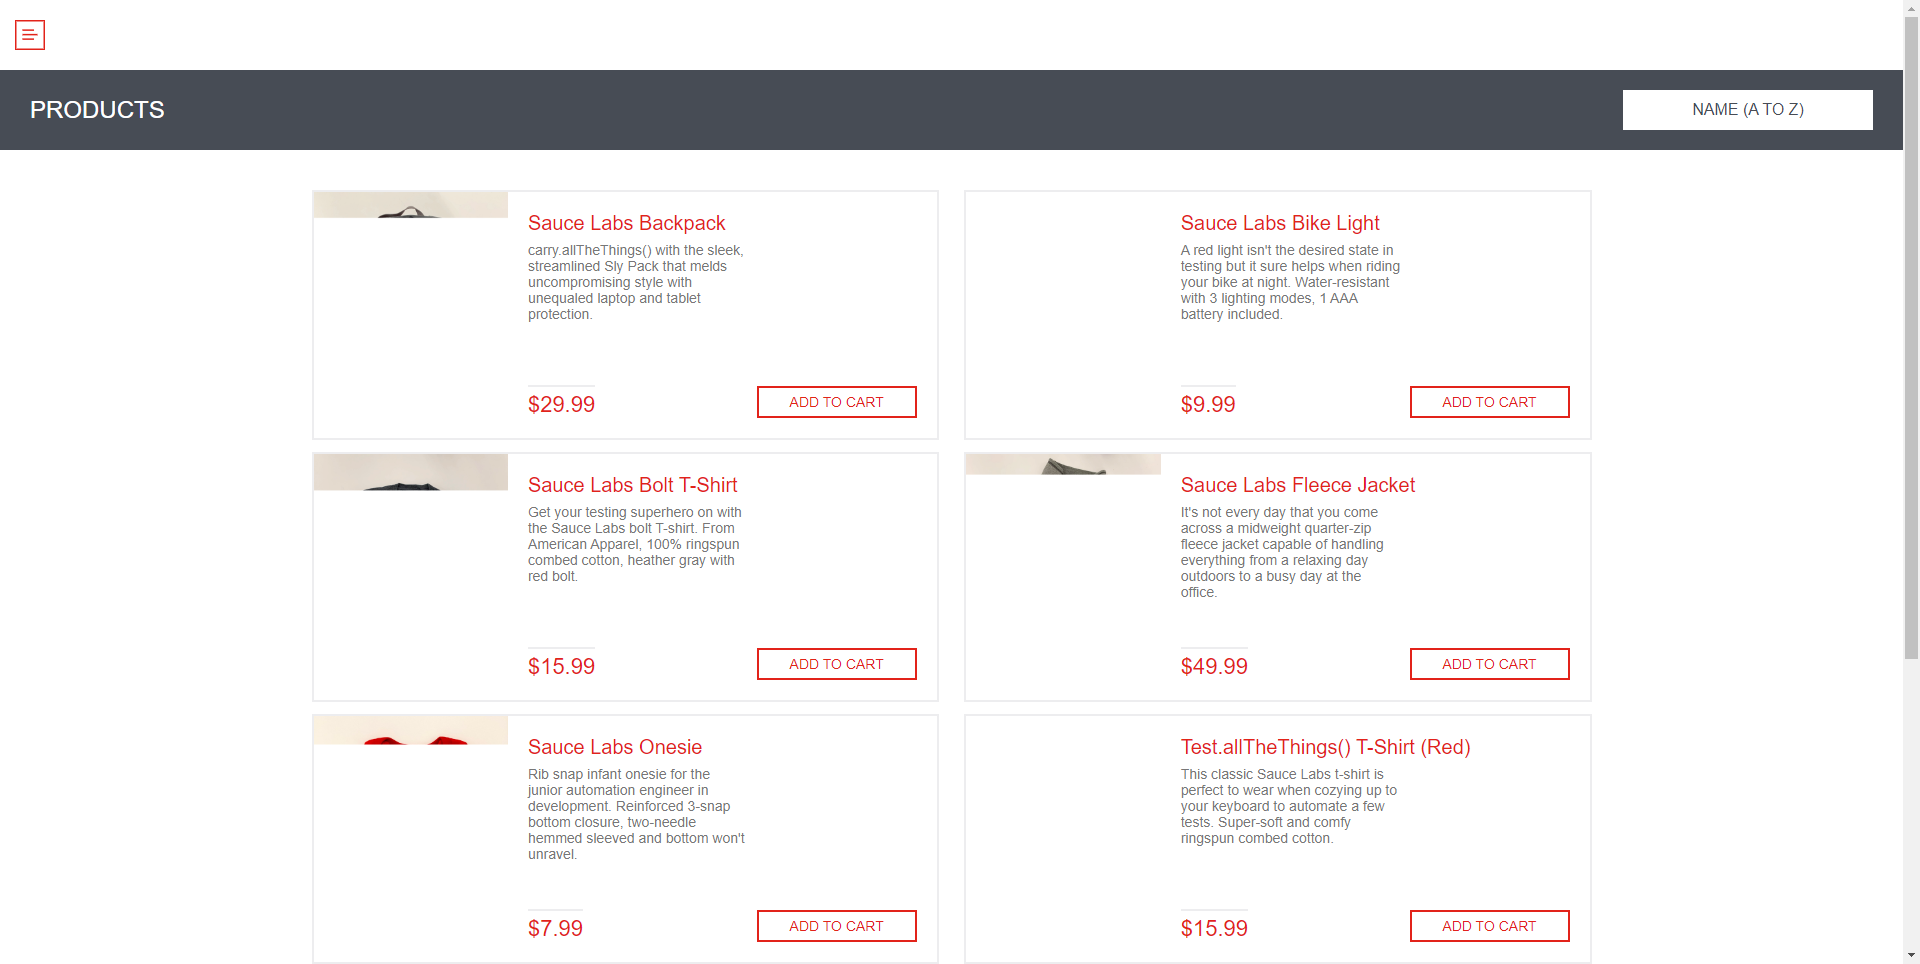 PRODUCTS
NAME (A TO Z)
Sauce Labs Backpack
carry.allTheThings() with the sleek,
streamlined Sly Pack that melds
uncompromising style with
unequaled laptop and tablet
protection.
$29.99
ADD TO CART
Sauce Labs Bike Light
A red light isn't the desired state in
testing but it sure helps when riding
your bike at night. Water-resistant
with 3 lighting modes, 1 AAA
battery included.
$9.99
ADD TO CART
Sauce Labs Bolt T-Shirt
Get your testing superhero on with
the Sauce Labs bolt T-shirt. From
American Apparel, 100% ringspun
combed cotton, heather gray with
red bolt.
$15.99
ADD TO CART
Sauce Labs Fleece Jacket
It's not every day that you come
across a midweight quarter-zip
fleece jacket capable of handling
everything from a relaxing day
outdoors to a busy day at the
office.
$49.99
ADD TO CART
Sauce Labs Onesie
Rib snap infant onesie for the
junior automation engineer in
development. Reinforced 3-snap
bottom closure, two-needle
hemmed sleeved and bottom won't
unravel.
$7.99
ADD TO CART
Test.allTheThings() T-Shirt (Red)
This classic Sauce Labs t-shirt is
perfect to wear when cozying up to
your keyboard to automate a few
tests. Super-soft and comfy
ringspun combed cotton.
$15.99
ADD TO CART